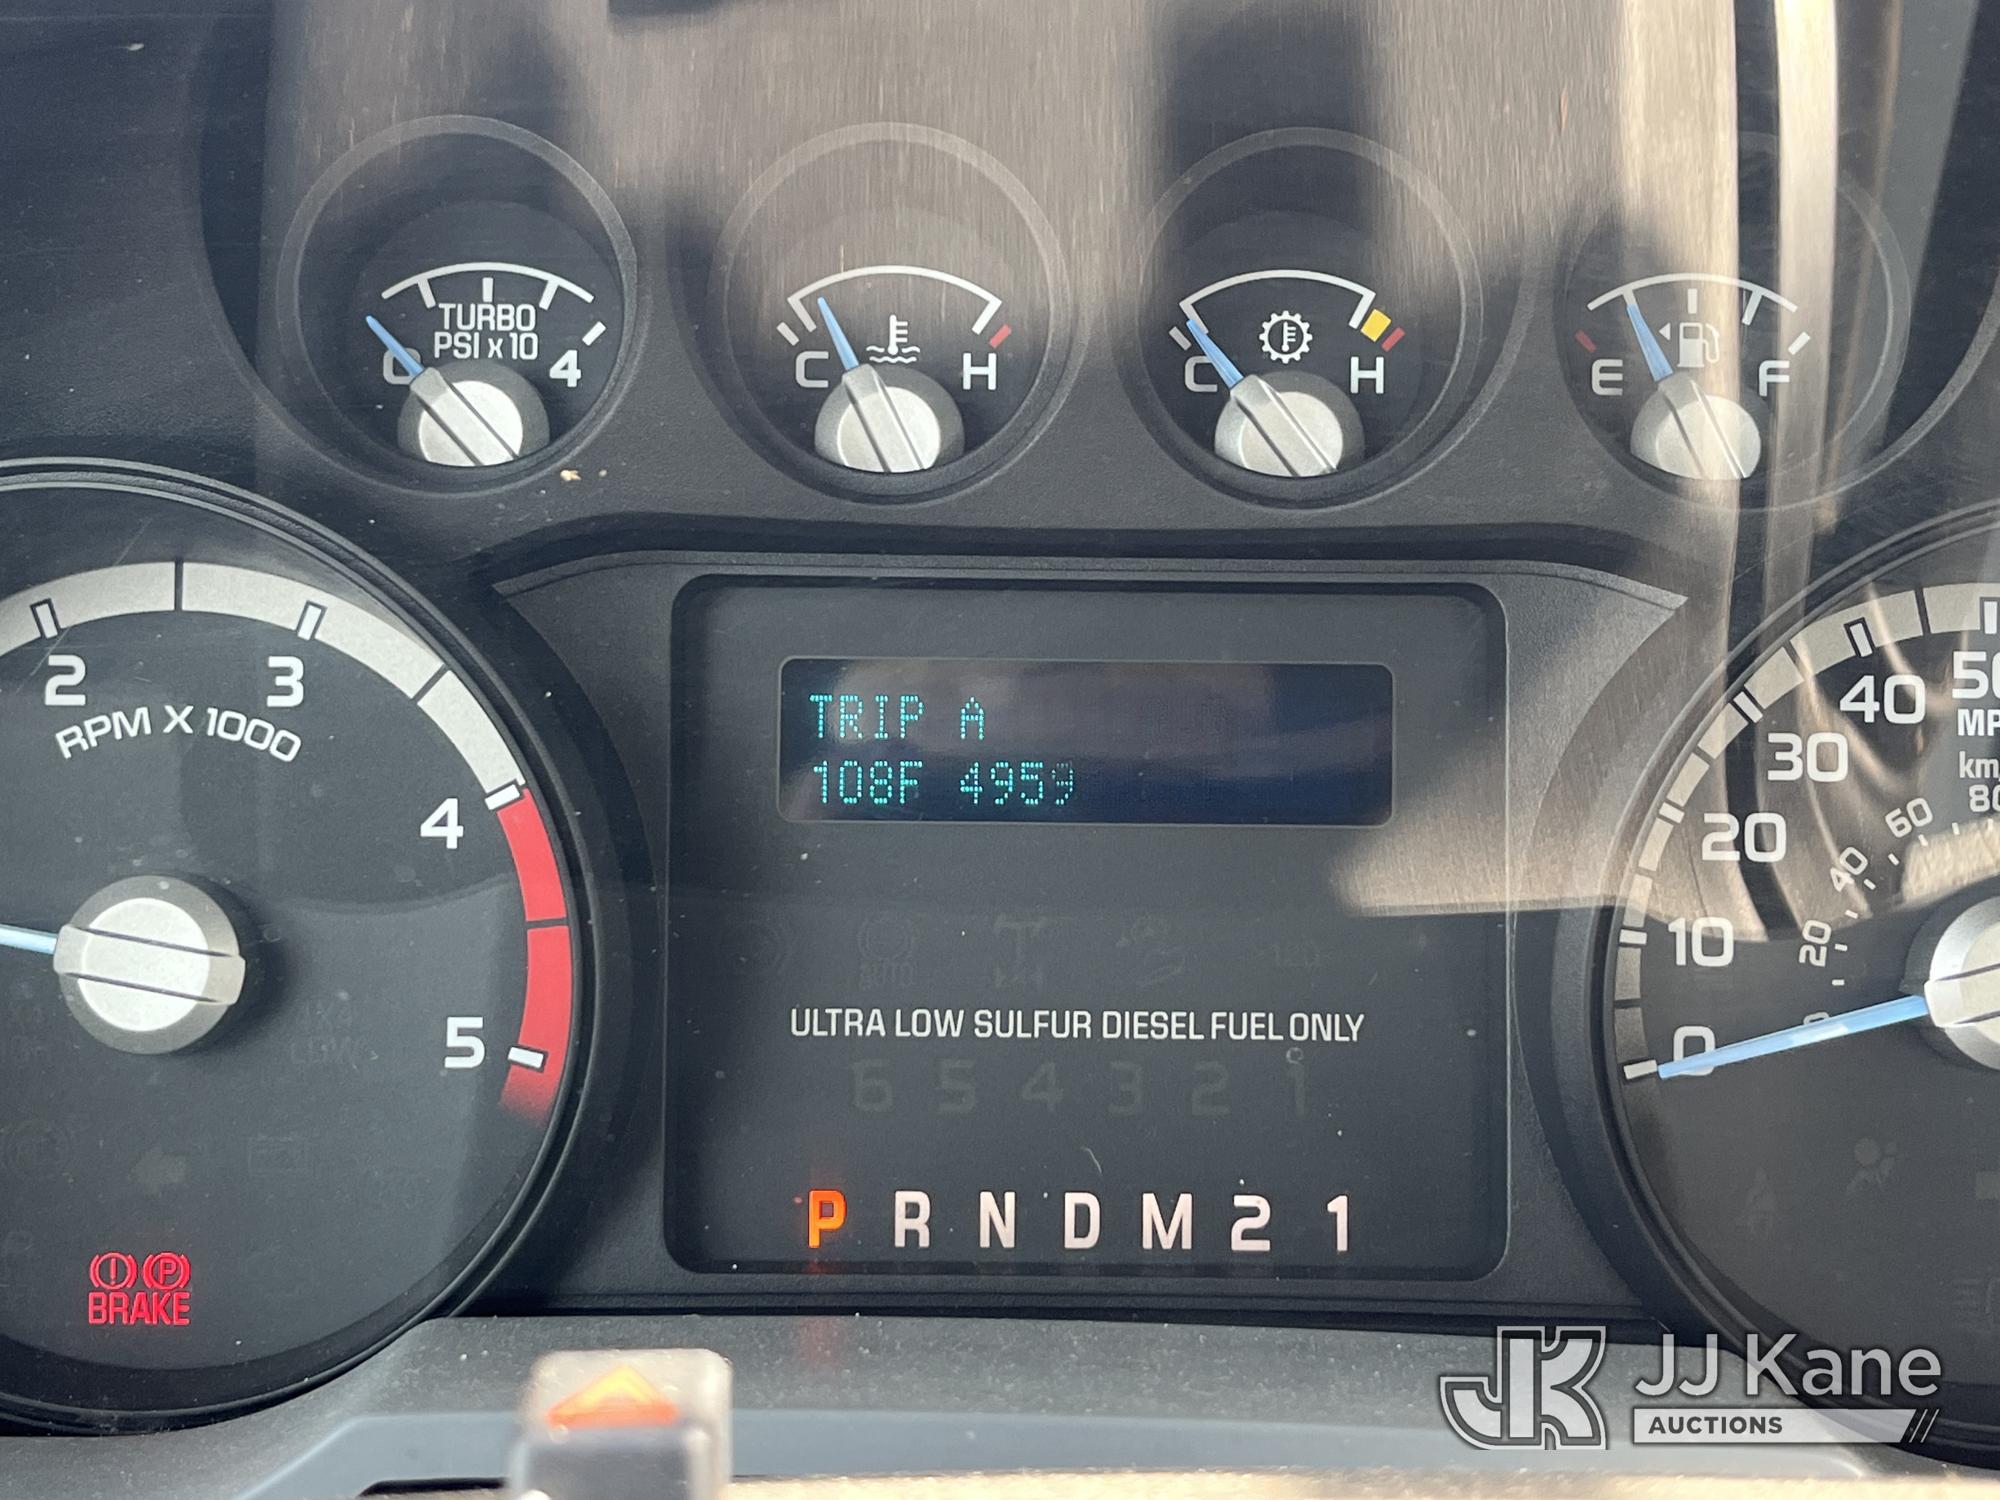 TURBO
PSI x 10
0 4
C H
C H
E F
2 3 4 5
RPM X 1000
TRIP A
108F 4959
0 10 20 30 40 50
MP
km/
20 40 60 80
AUTO
ULTRA LOW SULFUR DIESEL FUEL ONLY
6 5 4 3 2 1
P R N D M 2 1
BRAKE
JK JJ Kane
AUCTIONS